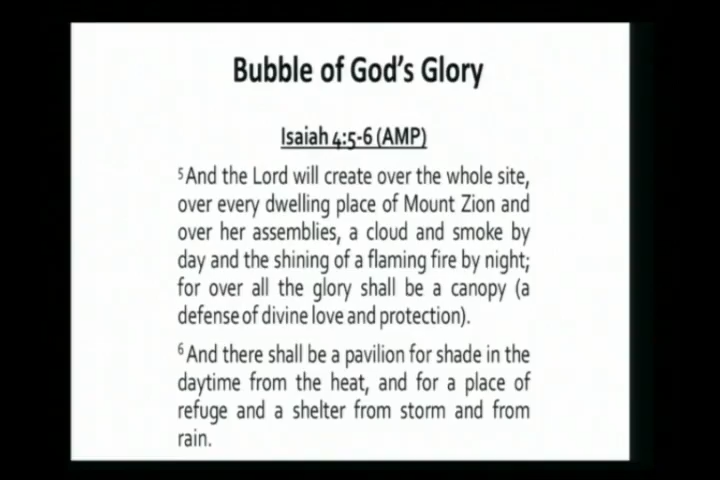 Bubble of God's Glory
Isaiah 4:5-6 (AMP)
5 And the Lord will create over the whole site,
over every dwelling place of Mount Zion and
over her assemblies, a cloud and smoke by
day and the shining of a flaming fire by night;
for over all the glory shall be a canopy (a
defense of divine love and protection).
6 And there shall be a pavilion for shade in the
daytime from the heat, and for a place of
refuge and a shelter from storm and from
rain.